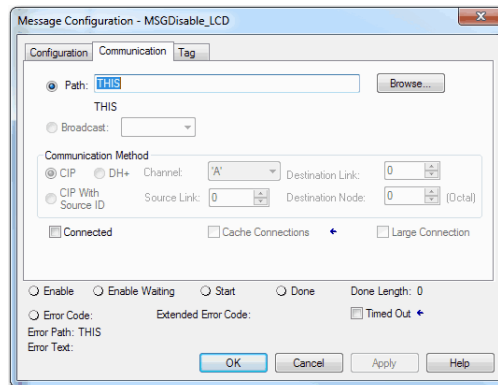 Message Configuration - MSGDisable_LCD
Configuration Communication Tag
Path: THIS Browse...
THIS
Broadcast:
Communication Method
CIP DH+ Channel: 'A' Destination Link: 0
CIP With Source ID Source Link: 0 Destination Node: 0 (Octal)
Connected Cache Connections Large Connection
Enable Enable Waiting Start Done Done Length: 0
Error Code: Extended Error Code: Timed Out
Error Path: THIS
Error Text:
OK Cancel Apply Help